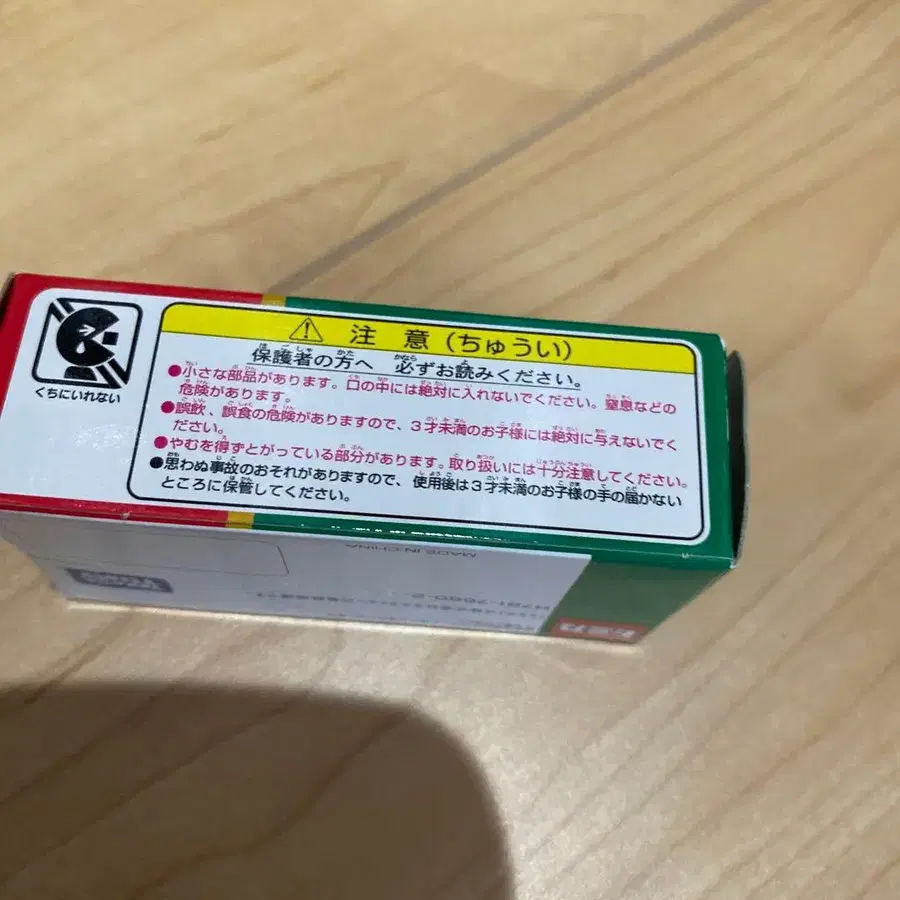 くちにいれない
注意(ちゅうい)
保護者の方へ 必ずお読みください。
●小さな部品があります。口の中には絶対に入れないでください。窒息などの
危険があります。
●誤飲、誤食の危険がありますので、3才未満のお子様には絶対に与えないでく
ださい。
●やむを得ずとがっている部分があります。取り扱いには十分注意してください。
●思わぬ事故のおそれがありますので、使用後は3才未満のお子様の手の届かない
ところに保管してください。
MADE IN CHINA
トミカ